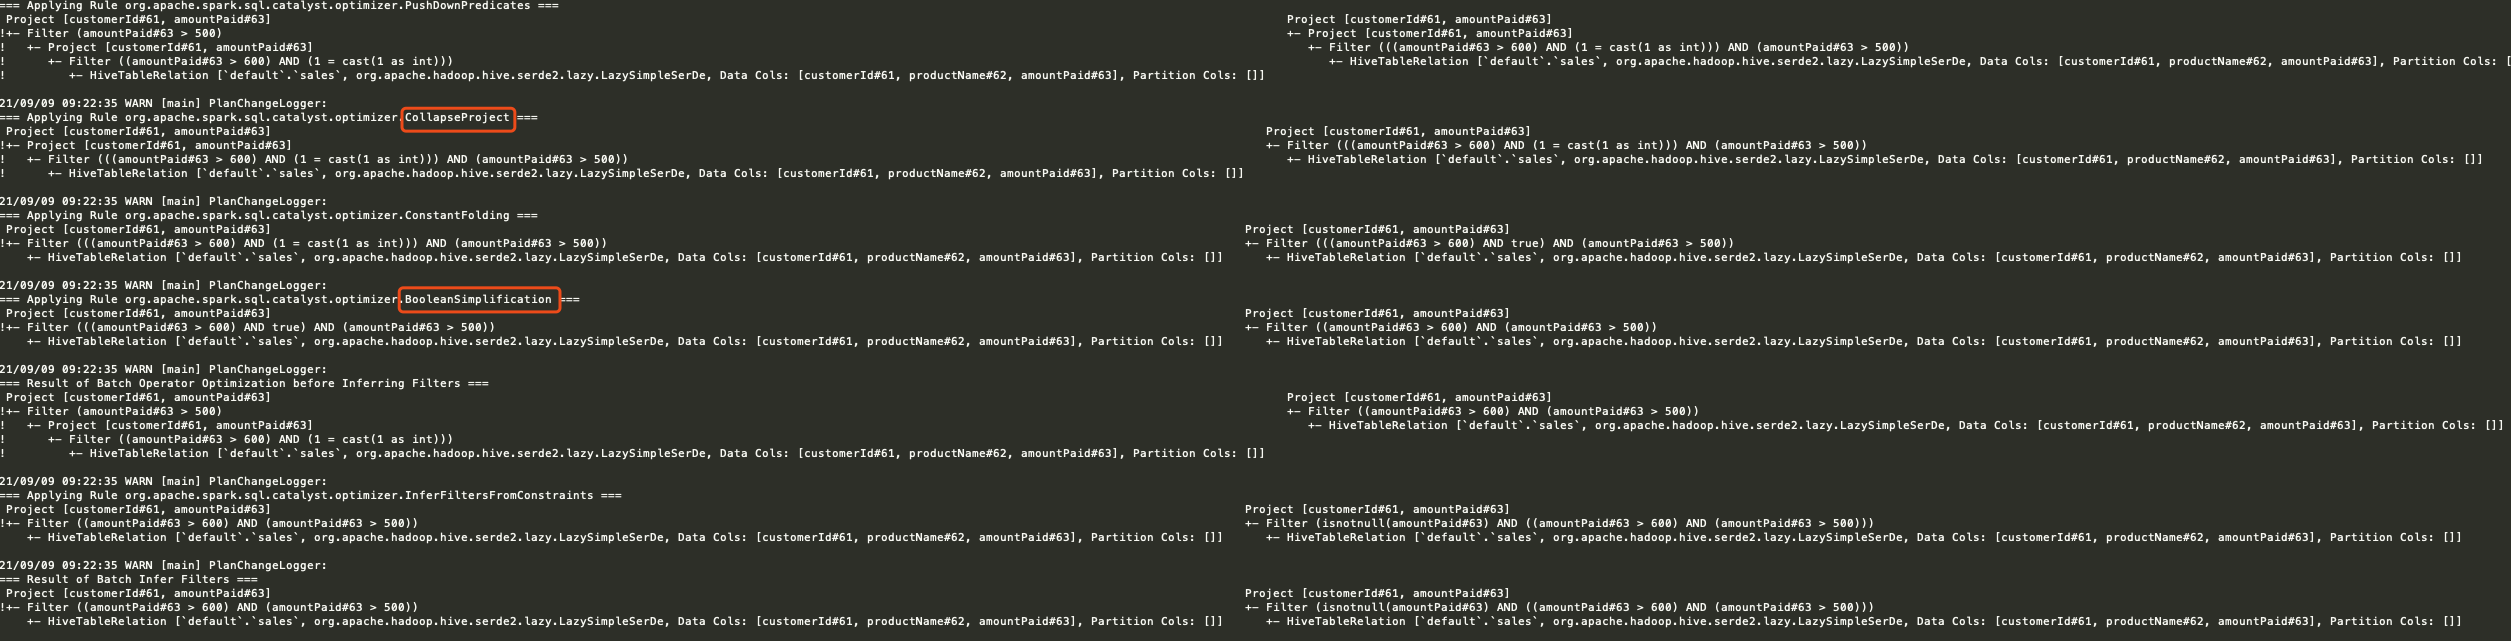 === Applying Rule org.apache.spark.sql.catalyst.optimizer.PushDownPredicates ===
 Project [customerId#61, amountPaid#63]                                                                                                                                   Project [customerId#61, amountPaid#63]
!+- Filter (amountPaid#63 > 500)                                                                                                                                          +- Project [customerId#61, amountPaid#63]
!   +- Project [customerId#61, amountPaid#63]                                                                                                                                +- Filter (((amountPaid#63 > 600) AND (1 = cast(1 as int))) AND (amountPaid#63 > 500))
!      +- Filter ((amountPaid#63 > 600) AND (1 = cast(1 as int)))                                                                                                               +- HiveTableRelation [`default`.`sales`, org.apache.hadoop.hive.serde2.lazy.LazySimpleSerDe, Data Cols: [customerId#61, productName#62, amountPaid#63], Partition Cols: [
!         +- HiveTableRelation [`default`.`sales`, org.apache.hadoop.hive.serde2.lazy.LazySimpleSerDe, Data Cols: [customerId#61, productName#62, amountPaid#63], Partition Cols: []]
21/09/09 09:22:35 WARN [main] PlanChangeLogger:
=== Applying Rule org.apache.spark.sql.catalyst.optimizer.CollapseProject ===
 Project [customerId#61, amountPaid#63]                                                                                                                                Project [customerId#61, amountPaid#63]
!+- Project [customerId#61, amountPaid#63]                                                                                                                             +- Filter (((amountPaid#63 > 600) AND (1 = cast(1 as int))) AND (amountPaid#63 > 500))
!   +- Filter (((amountPaid#63 > 600) AND (1 = cast(1 as int))) AND (amountPaid#63 > 500))                                                                                +- HiveTableRelation [`default`.`sales`, org.apache.hadoop.hive.serde2.lazy.LazySimpleSerDe, Data Cols: [customerId#61, productName#62, amountPaid#63], Partition Cols: []]
!      +- HiveTableRelation [`default`.`sales`, org.apache.hadoop.hive.serde2.lazy.LazySimpleSerDe, Data Cols: [customerId#61, productName#62, amountPaid#63], Partition Cols: []]
21/09/09 09:22:35 WARN [main] PlanChangeLogger:
=== Applying Rule org.apache.spark.sql.catalyst.optimizer.ConstantFolding ===
 Project [customerId#61, amountPaid#63]                                                                                                                             Project [customerId#61, amountPaid#63]
!+- Filter (((amountPaid#63 > 600) AND (1 = cast(1 as int))) AND (amountPaid#63 > 500))                                                                             +- Filter (((amountPaid#63 > 600) AND true) AND (amountPaid#63 > 500))
    +- HiveTableRelation [`default`.`sales`, org.apache.hadoop.hive.serde2.lazy.LazySimpleSerDe, Data Cols: [customerId#61, productName#62, amountPaid#63], Partition Cols: []]   +- HiveTableRelation [`default`.`sales`, org.apache.hadoop.hive.serde2.lazy.LazySimpleSerDe, Data Cols: [customerId#61, productName#62, amountPaid#63], Partition Cols: []]
21/09/09 09:22:35 WARN [main] PlanChangeLogger:
=== Applying Rule org.apache.spark.sql.catalyst.optimizer.BooleanSimplification ===
 Project [customerId#61, amountPaid#63]                                                                                                                             Project [customerId#61, amountPaid#63]
!+- Filter (((amountPaid#63 > 600) AND true) AND (amountPaid#63 > 500))                                                                                             +- Filter ((amountPaid#63 > 600) AND (amountPaid#63 > 500))
    +- HiveTableRelation [`default`.`sales`, org.apache.hadoop.hive.serde2.lazy.LazySimpleSerDe, Data Cols: [customerId#61, productName#62, amountPaid#63], Partition Cols: []]   +- HiveTableRelation [`default`.`sales`, org.apache.hadoop.hive.serde2.lazy.LazySimpleSerDe, Data Cols: [customerId#61, productName#62, amountPaid#63], Partition Cols: []]
21/09/09 09:22:35 WARN [main] PlanChangeLogger:
=== Result of Batch Operator Optimization before Inferring Filters ===
 Project [customerId#61, amountPaid#63]                                                                                                                                   Project [customerId#61, amountPaid#63]
!+- Filter (amountPaid#63 > 500)                                                                                                                                          +- Filter ((amountPaid#63 > 600) AND (amountPaid#63 > 500))
!   +- Project [customerId#61, amountPaid#63]                                                                                                                                +- HiveTableRelation [`default`.`sales`, org.apache.hadoop.hive.serde2.lazy.LazySimpleSerDe, Data Cols: [customerId#61, productName#62, amountPaid#63], Partition Cols: []]
!      +- Filter ((amountPaid#63 > 600) AND (1 = cast(1 as int)))
!         +- HiveTableRelation [`default`.`sales`, org.apache.hadoop.hive.serde2.lazy.LazySimpleSerDe, Data Cols: [customerId#61, productName#62, amountPaid#63], Partition Cols: []]
21/09/09 09:22:35 WARN [main] PlanChangeLogger:
=== Applying Rule org.apache.spark.sql.catalyst.optimizer.InferFiltersFromConstraints ===
 Project [customerId#61, amountPaid#63]                                                                                                                             Project [customerId#61, amountPaid#63]
!+- Filter ((amountPaid#63 > 600) AND (amountPaid#63 > 500))                                                                                                        +- Filter (isnotnull(amountPaid#63) AND ((amountPaid#63 > 600) AND (amountPaid#63 > 500)))
    +- HiveTableRelation [`default`.`sales`, org.apache.hadoop.hive.serde2.lazy.LazySimpleSerDe, Data Cols: [customerId#61, productName#62, amountPaid#63], Partition Cols: []]   +- HiveTableRelation [`default`.`sales`, org.apache.hadoop.hive.serde2.lazy.LazySimpleSerDe, Data Cols: [customerId#61, productName#62, amountPaid#63], Partition Cols: []]
21/09/09 09:22:35 WARN [main] PlanChangeLogger:
=== Result of Batch Infer Filters ===
 Project [customerId#61, amountPaid#63]                                                                                                                             Project [customerId#61, amountPaid#63]
!+- Filter ((amountPaid#63 > 600) AND (amountPaid#63 > 500))                                                                                                        +- Filter (isnotnull(amountPaid#63) AND ((amountPaid#63 > 600) AND (amountPaid#63 > 500)))
    +- HiveTableRelation [`default`.`sales`, org.apache.hadoop.hive.serde2.lazy.LazySimpleSerDe, Data Cols: [customerId#61, productName#62, amountPaid#63], Partition Cols: []]   +- HiveTableRelation [`default`.`sales`, org.apache.hadoop.hive.serde2.lazy.LazySimpleSerDe, Data Cols: [customerId#61, productName#62, amountPaid#63], Partition Cols: []]